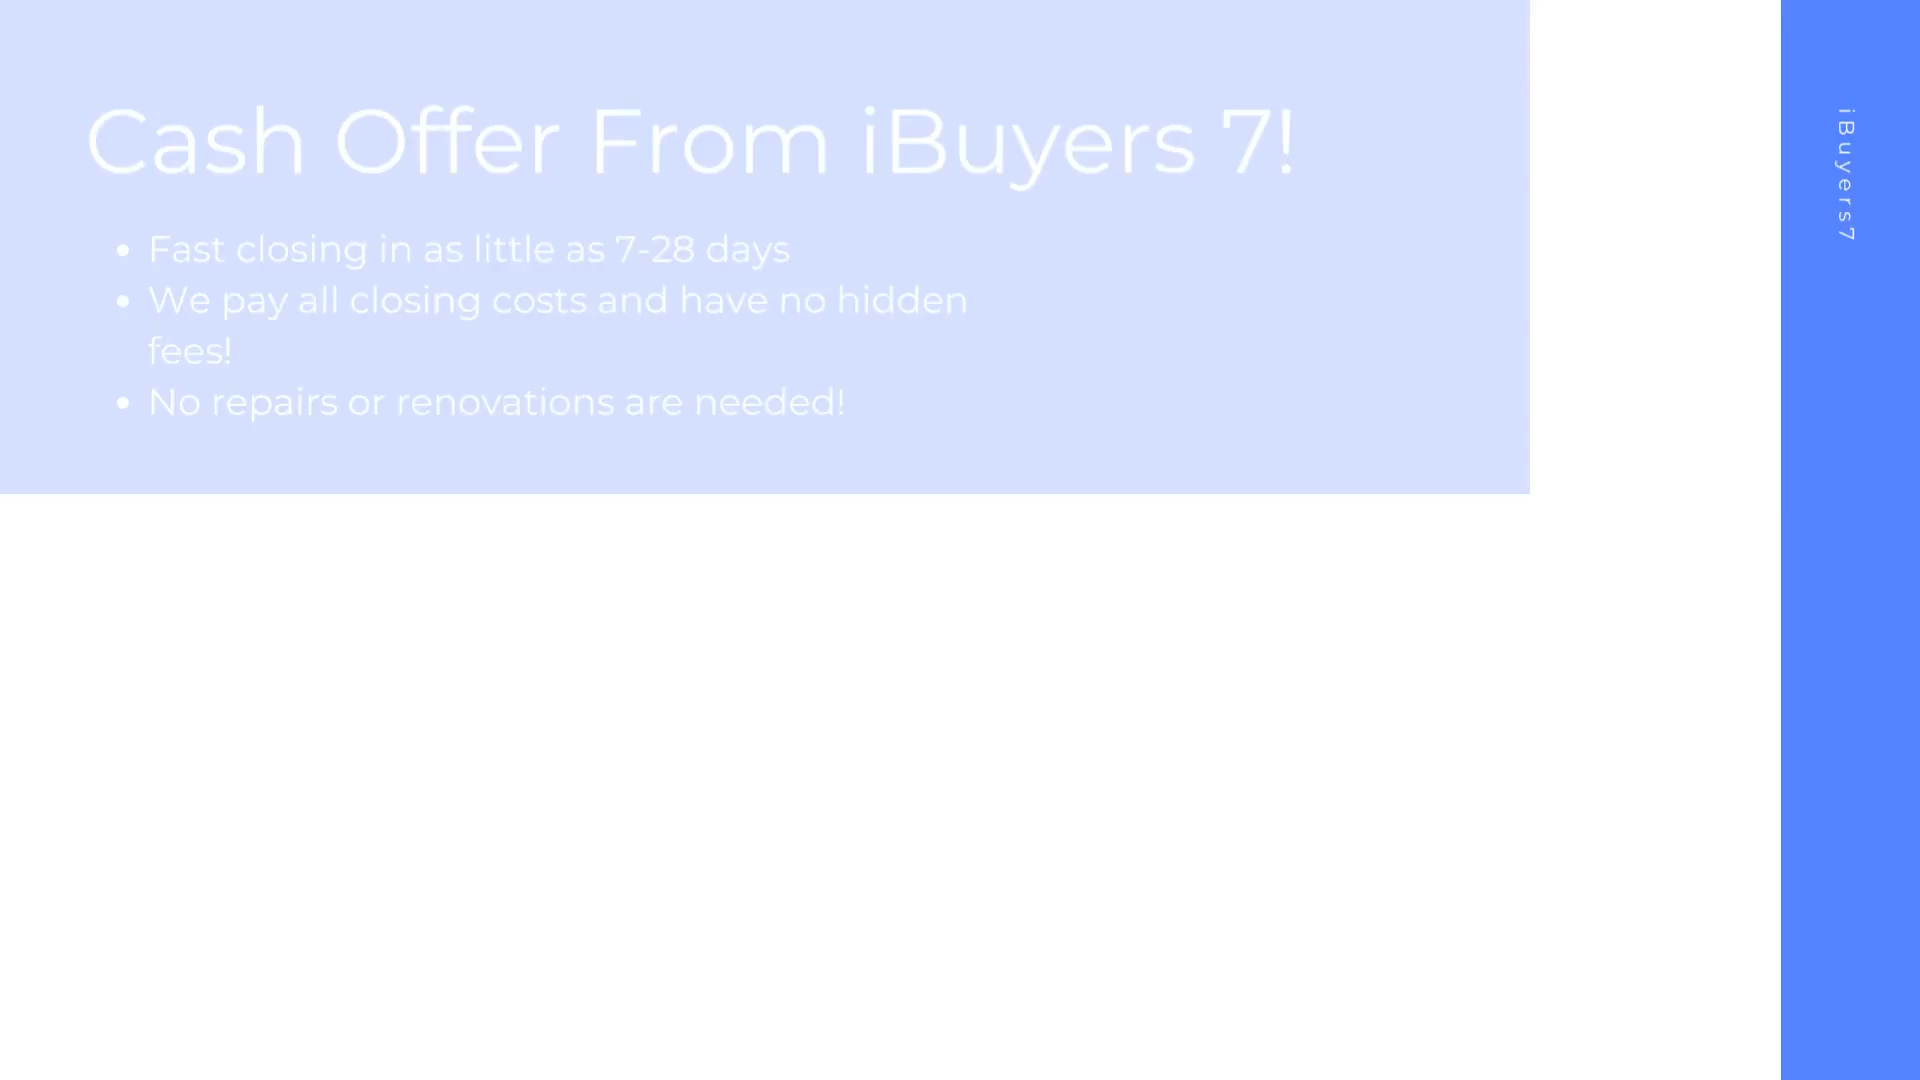 Cash Offer From iBuyers 7!
• Fast closing in as little as 7-28 days
• We pay all closing costs and have no hidden
fees!
• No repairs or renovations are needed!
iBuyers7